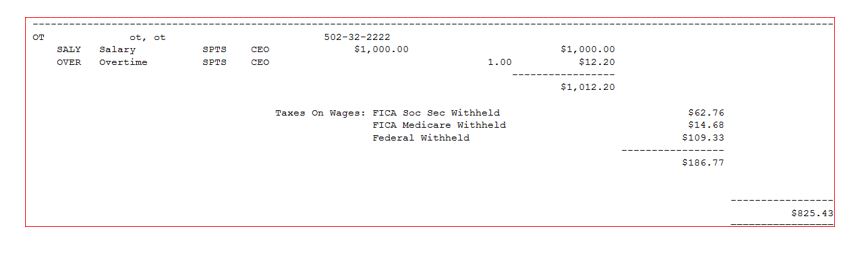 OT ot, ot 502-32-2222
SALY Salary SPTS CEO $1,000.00 $1,000.00
OVER Overtime SPTS CEO 1.00 $12.20
$1,012.20
Taxes On Wages: FICA Soc Sec Withheld $62.76
FICA Medicare Withheld $14.68
Federal Withheld $109.33
$186.77
$825.43